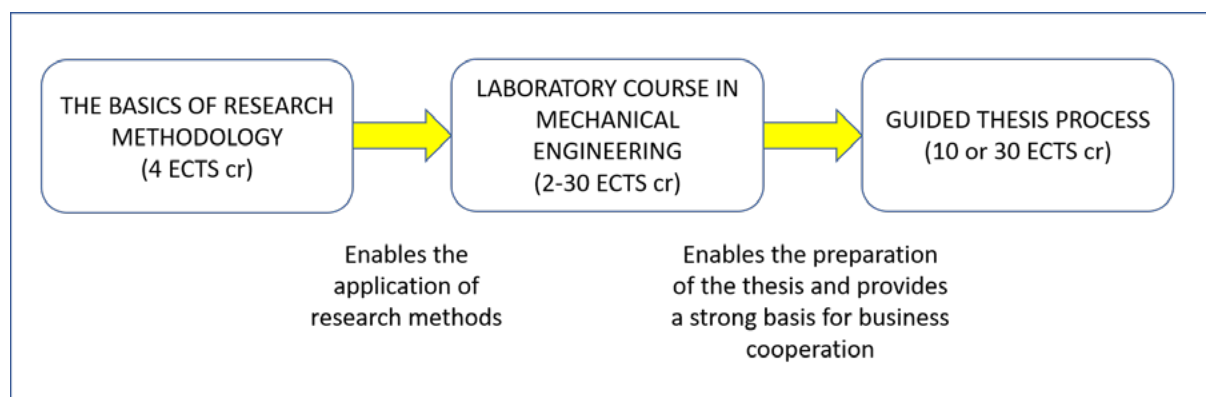 THE BASICS OF RESEARCH
METHODOLOGY
(4 ECTS cr)
LABORATORY COURSE IN
MECHANICAL
ENGINEERING
(2-30 ECTS cr)
GUIDED THESIS PROCESS
(10 or 30 ECTS cr)
Enables the
application of
research methods
Enables the preparation
of the thesis and provides
a strong basis for business
cooperation